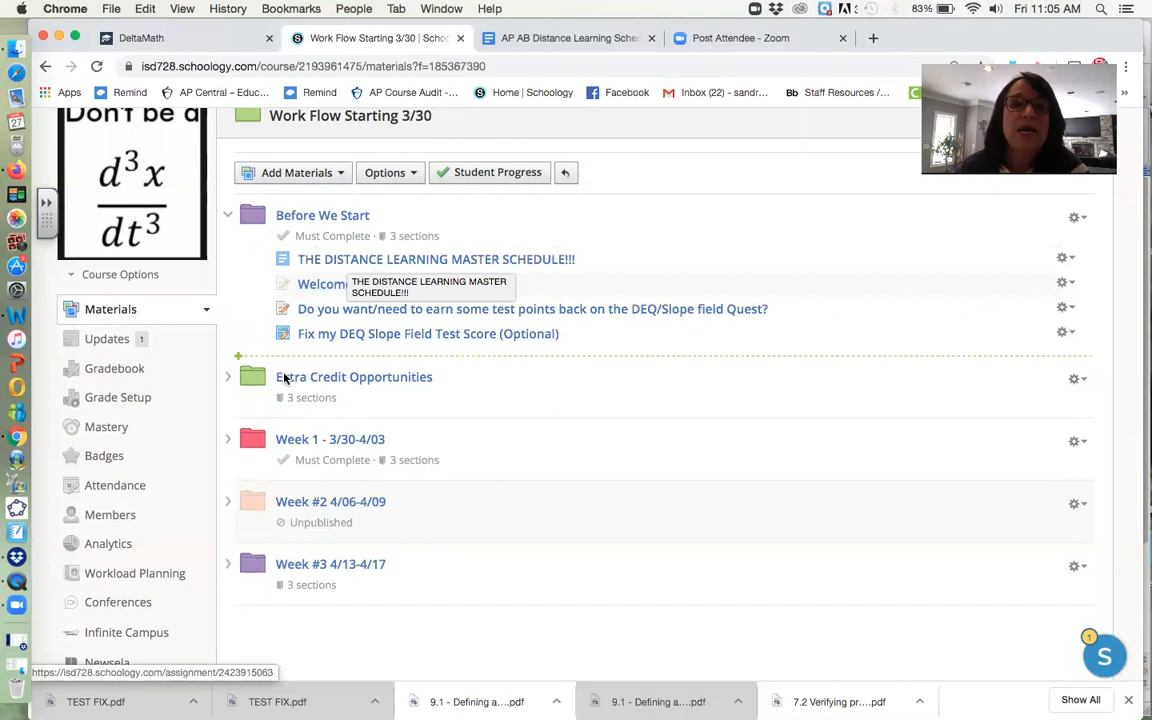 Chrome File Edit View History Bookmarks People Tab Window Help 83% Fri 11:05 AM
DeltaMath × Work Flow Starting 3/30 | Schoo × AP AB Distance Learning Sche × Post Attendee - Zoom × +
isd728.schoology.com/course/2193961475/materials?f=185367390
Apps Remind AP Central – Educ... Remind AP Course Audit -... Home | Schoology Facebook Inbox (22) - sandr... Bb Staff Resources /... »
Don't be a
d³x
dt³
Course Options
Materials
Updates 1
Gradebook
Grade Setup
Mastery
Badges
Attendance
Members
Analytics
Workload Planning
Conferences
Infinite Campus
Newsela
Work Flow Starting 3/30
Add Materials Options Student Progress
Before We Start
Must Complete · 3 sections
THE DISTANCE LEARNING MASTER SCHEDULE!!!
Welcome
THE DISTANCE LEARNING MASTER
SCHEDULE!!!
Do you want/need to earn some test points back on the DEQ/Slope field Quest?
Fix my DEQ Slope Field Test Score (Optional)
Extra Credit Opportunities
3 sections
Week 1 - 3/30-4/03
Must Complete · 3 sections
Week #2 4/06-4/09
Unpublished
Week #3 4/13-4/17
3 sections
1
S
https://isd728.schoology.com/assignment/2423915063
TEST FIX.pdf TEST FIX.pdf 9.1 - Defining a....pdf 9.1 - Defining a....pdf 7.2 Verifying pr....pdf Show All ×